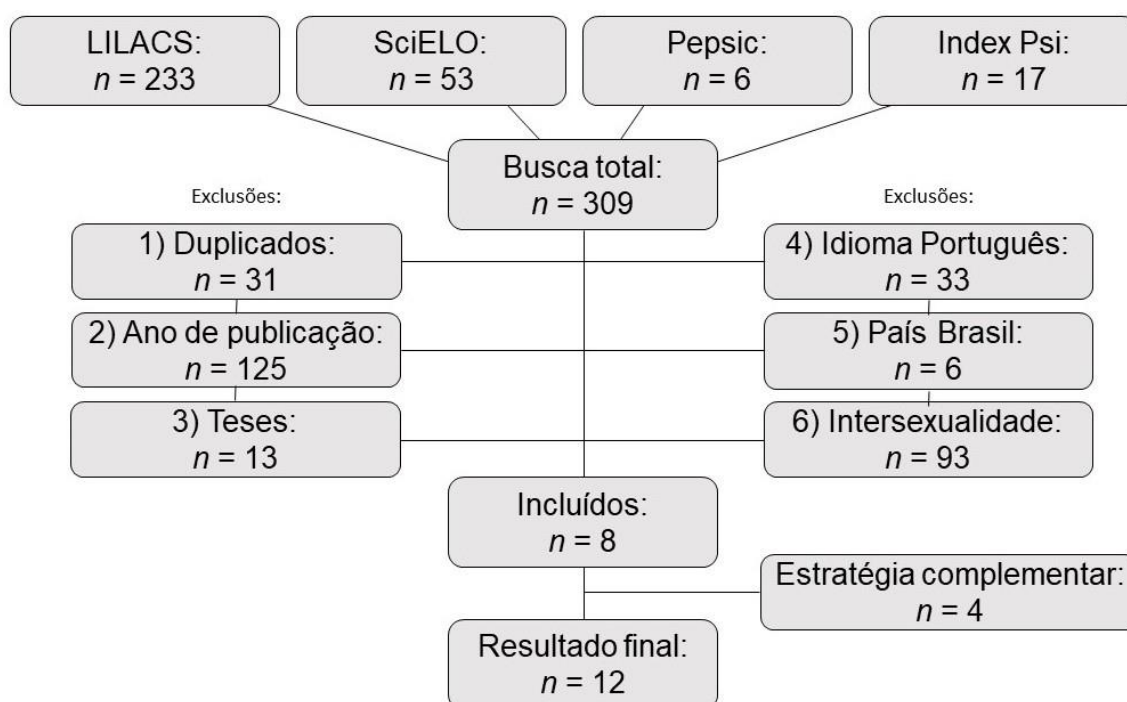 LILACS:
n = 233
SciELO:
n = 53
Pepsic:
n = 6
Index Psi:
n = 17
Busca total:
n = 309
Exclusões:
1) Duplicados:
n = 31
2) Ano de publicação:
n = 125
3) Teses:
n = 13
Exclusões:
4) Idioma Português:
n = 33
5) País Brasil:
n = 6
6) Intersexualidade:
n = 93
Incluídos:
n = 8
Estratégia complementar:
n = 4
Resultado final:
n = 12